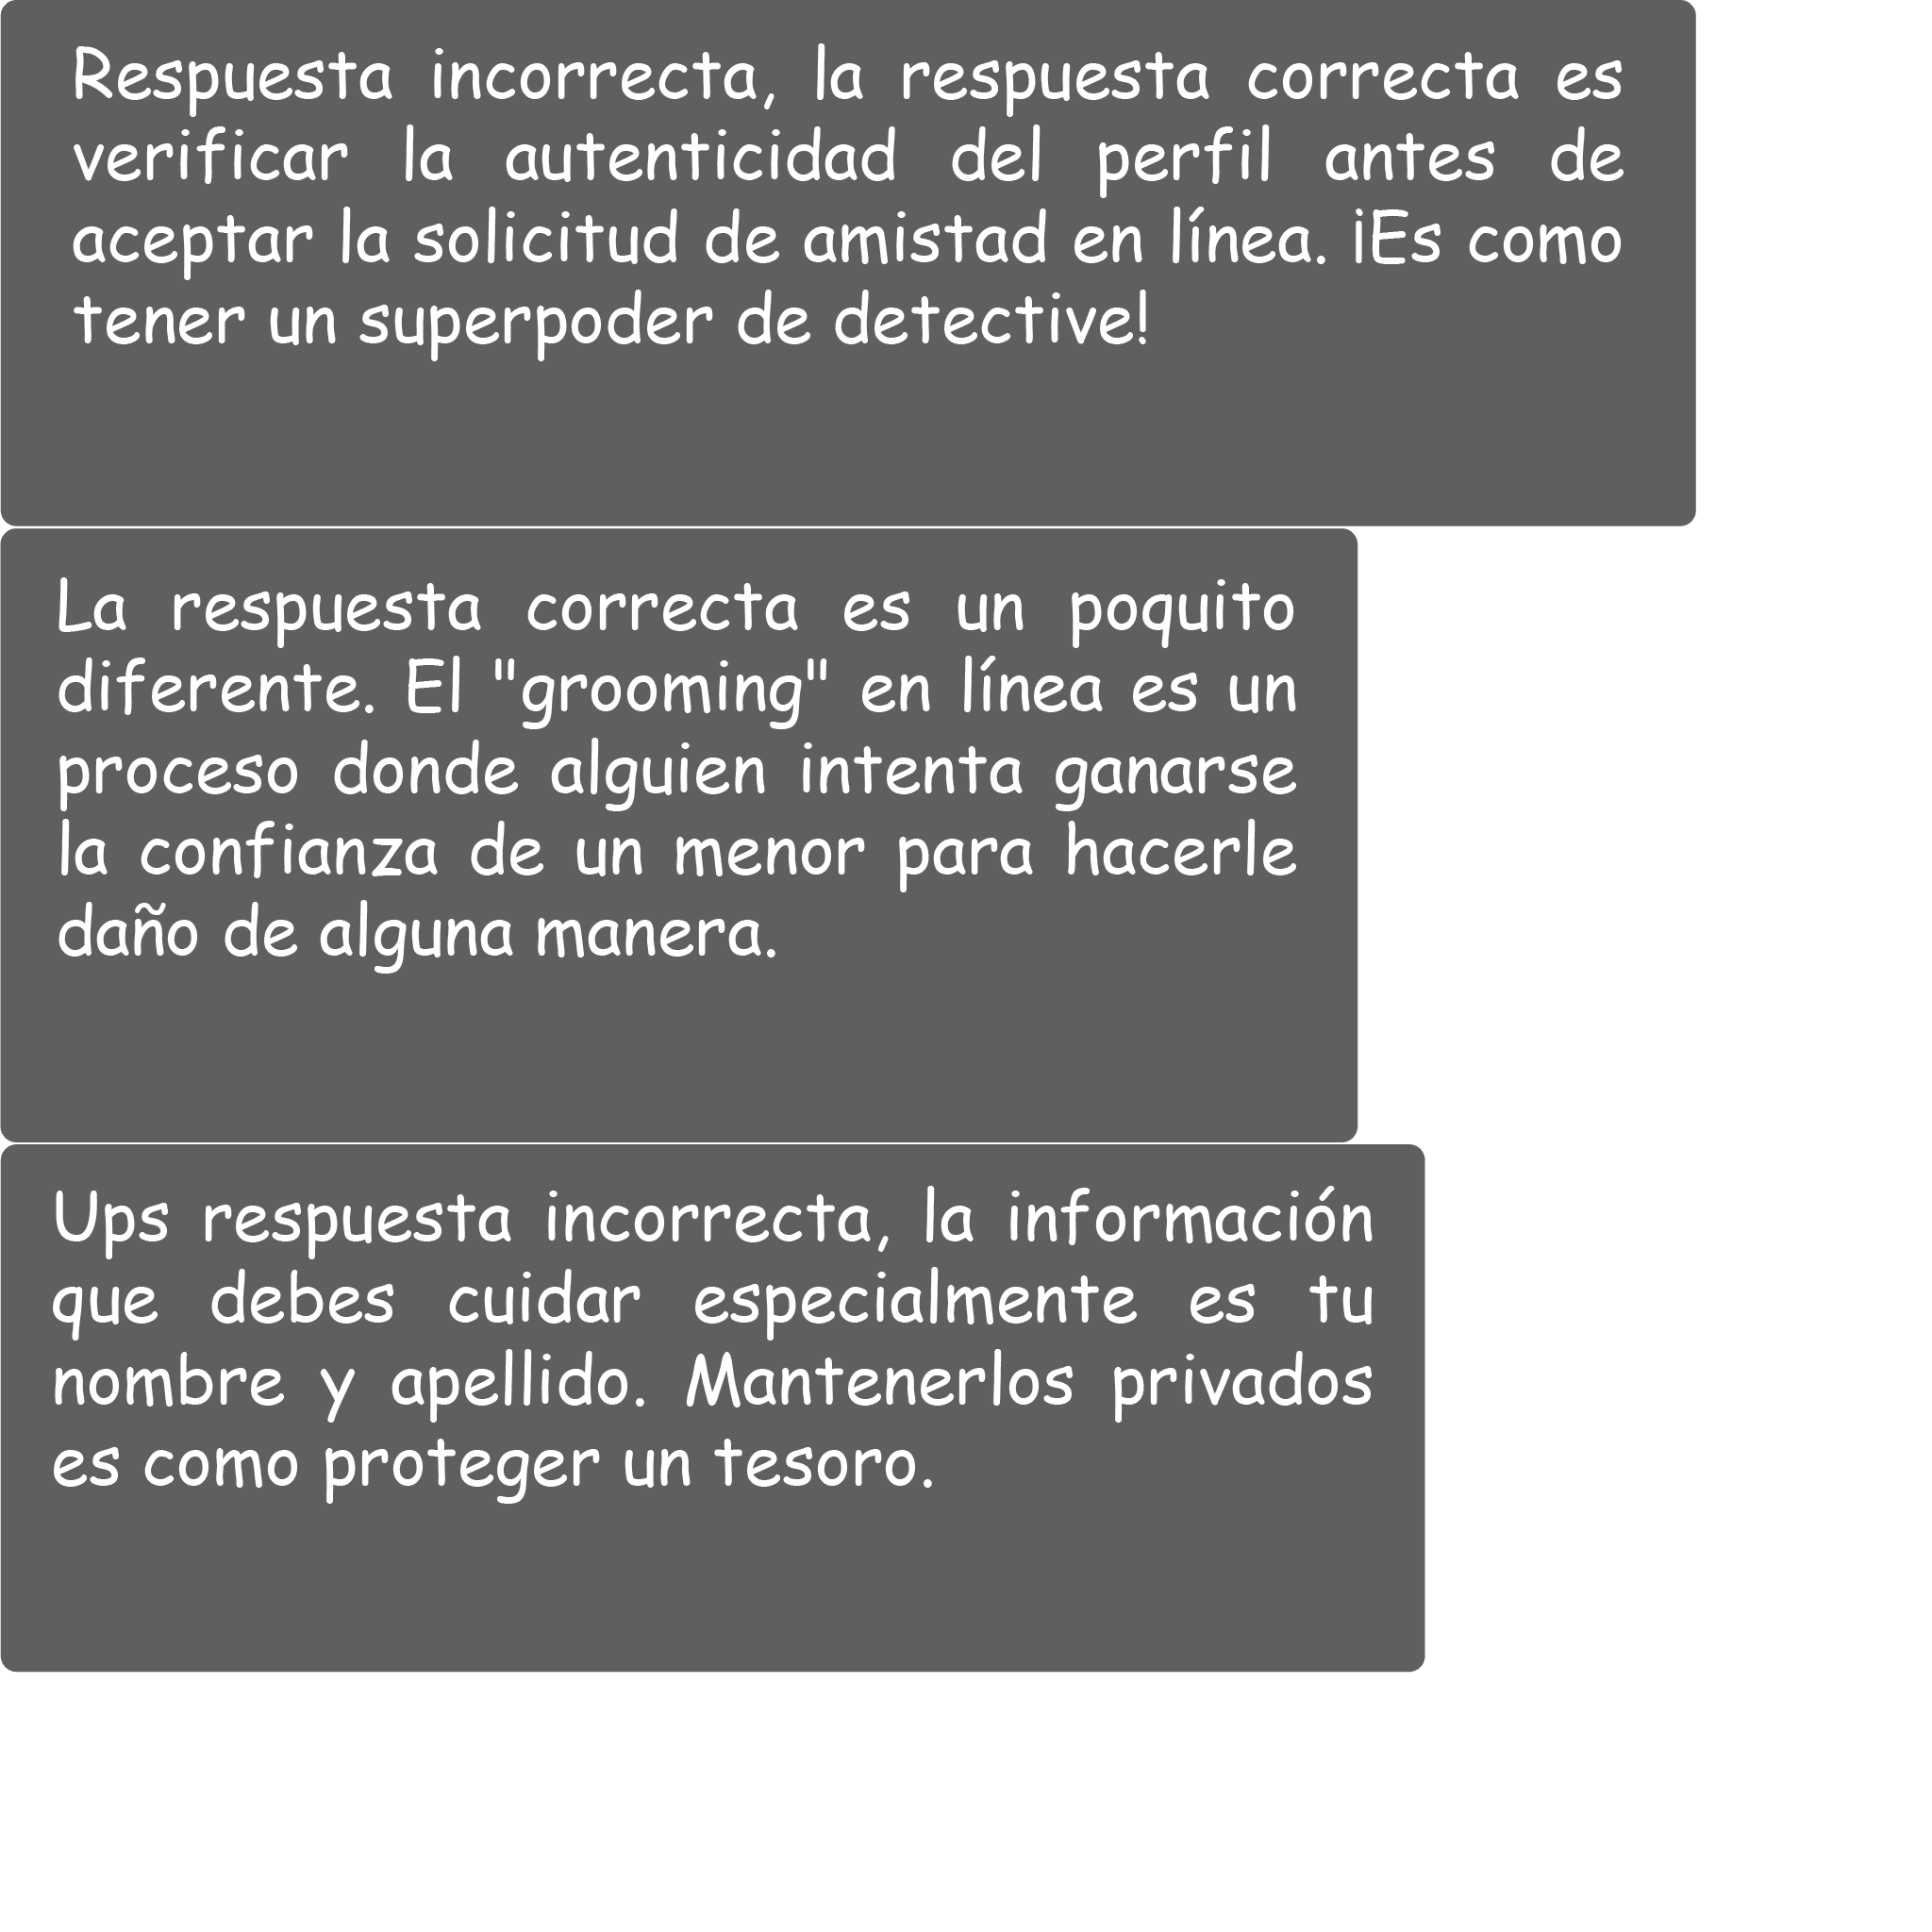 Respuesta incorrecta, la respuesta correcta es
verificar la autenticidad del perfil antes de
aceptar la solicitud de amistad en línea. ¡Es como
tener un superpoder de detective!
La respuesta correcta es un poquito
diferente. El "grooming" en línea es un
proceso donde alguien intenta ganarse
la confianza de un menor para hacerle
daño de alguna manera.
Ups respuesta incorrecta, la información
que debes cuidar especialmente es tu
nombre y apellido. Mantenerlos privados
es como proteger un tesoro.